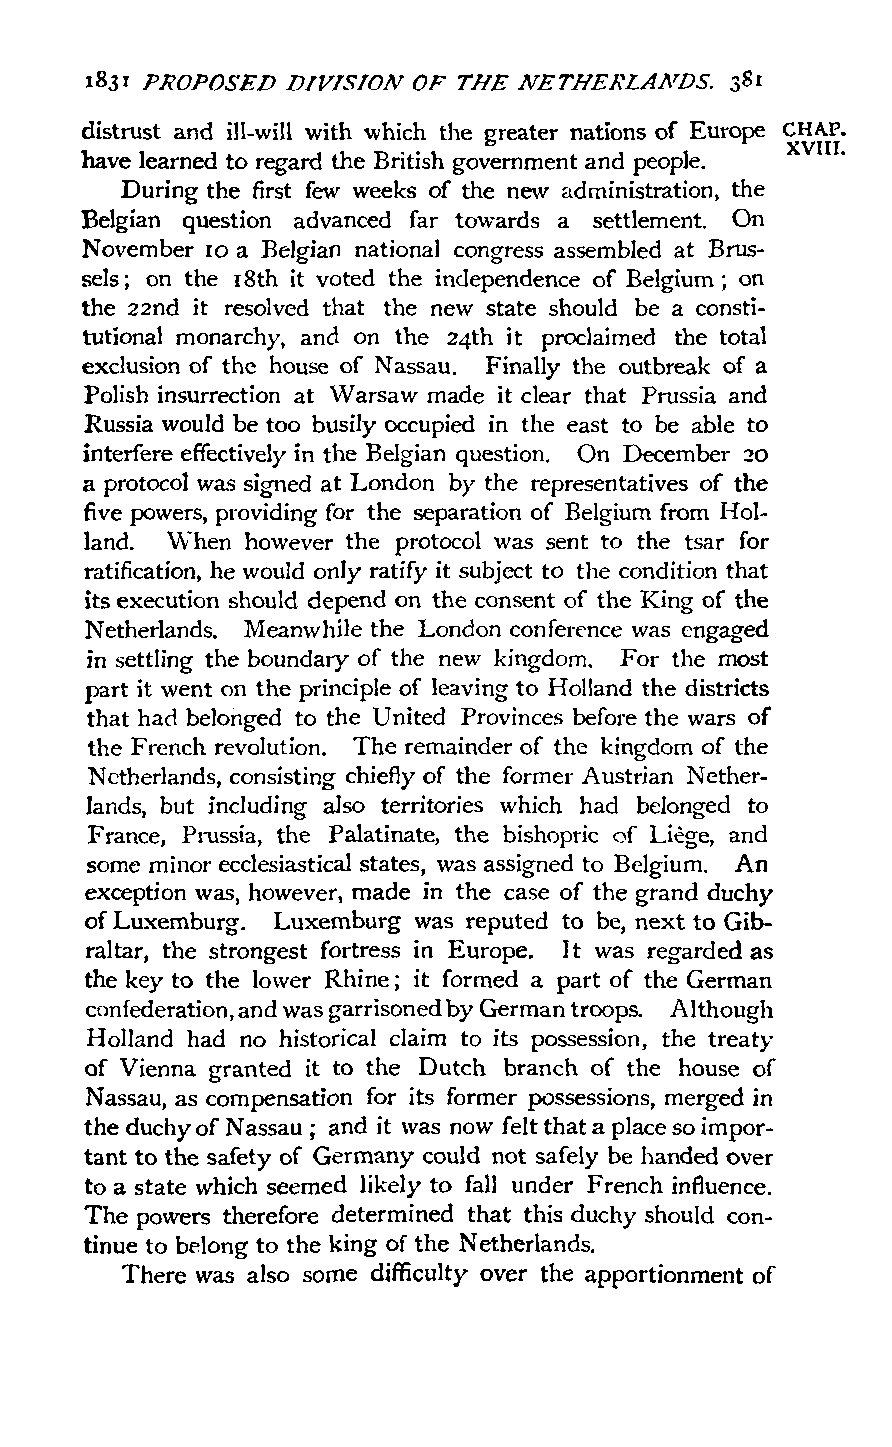 1831 PROPOSED DIVISION OF THE NETHERLANDS. 381
distrust and ill-will with which the greater nations of Europe CHAP.
have learned to regard the British government and people. XVIII.
During the first few weeks of the new administration, the
Belgian question advanced far towards a settlement. On
November 10 a Belgian national congress assembled at Brus-
sels; on the 18th it voted the independence of Belgium; on
the 22nd it resolved that the new state should be a consti-
tutional monarchy, and on the 24th it proclaimed the total
exclusion of the house of Nassau. Finally the outbreak of a
Polish insurrection at Warsaw made it clear that Prussia and
Russia would be too busily occupied in the east to be able to
interfere effectively in the Belgian question. On December 20
a protocol was signed at London by the representatives of the
five powers, providing for the separation of Belgium from Hol-
land. When however the protocol was sent to the tsar for
ratification, he would only ratify it subject to the condition that
its execution should depend on the consent of the King of the
Netherlands. Meanwhile the London conference was engaged
in settling the boundary of the new kingdom. For the most
part it went on the principle of leaving to Holland the districts
that had belonged to the United Provinces before the wars of
the French revolution. The remainder of the kingdom of the
Netherlands, consisting chiefly of the former Austrian Nether-
lands, but including also territories which had belonged to
France, Prussia, the Palatinate, the bishopric of Liège, and
some minor ecclesiastical states, was assigned to Belgium. An
exception was, however, made in the case of the grand duchy
of Luxemburg. Luxemburg was reputed to be, next to Gib-
raltar, the strongest fortress in Europe. It was regarded as
the key to the lower Rhine; it formed a part of the German
confederation, and was garrisoned by German troops. Although
Holland had no historical claim to its possession, the treaty
of Vienna granted it to the Dutch branch of the house of
Nassau, as compensation for its former possessions, merged in
the duchy of Nassau; and it was now felt that a place so impor-
tant to the safety of Germany could not safely be handed over
to a state which seemed likely to fall under French influence.
The powers therefore determined that this duchy should con-
tinue to belong to the king of the Netherlands.
There was also some difficulty over the apportionment of